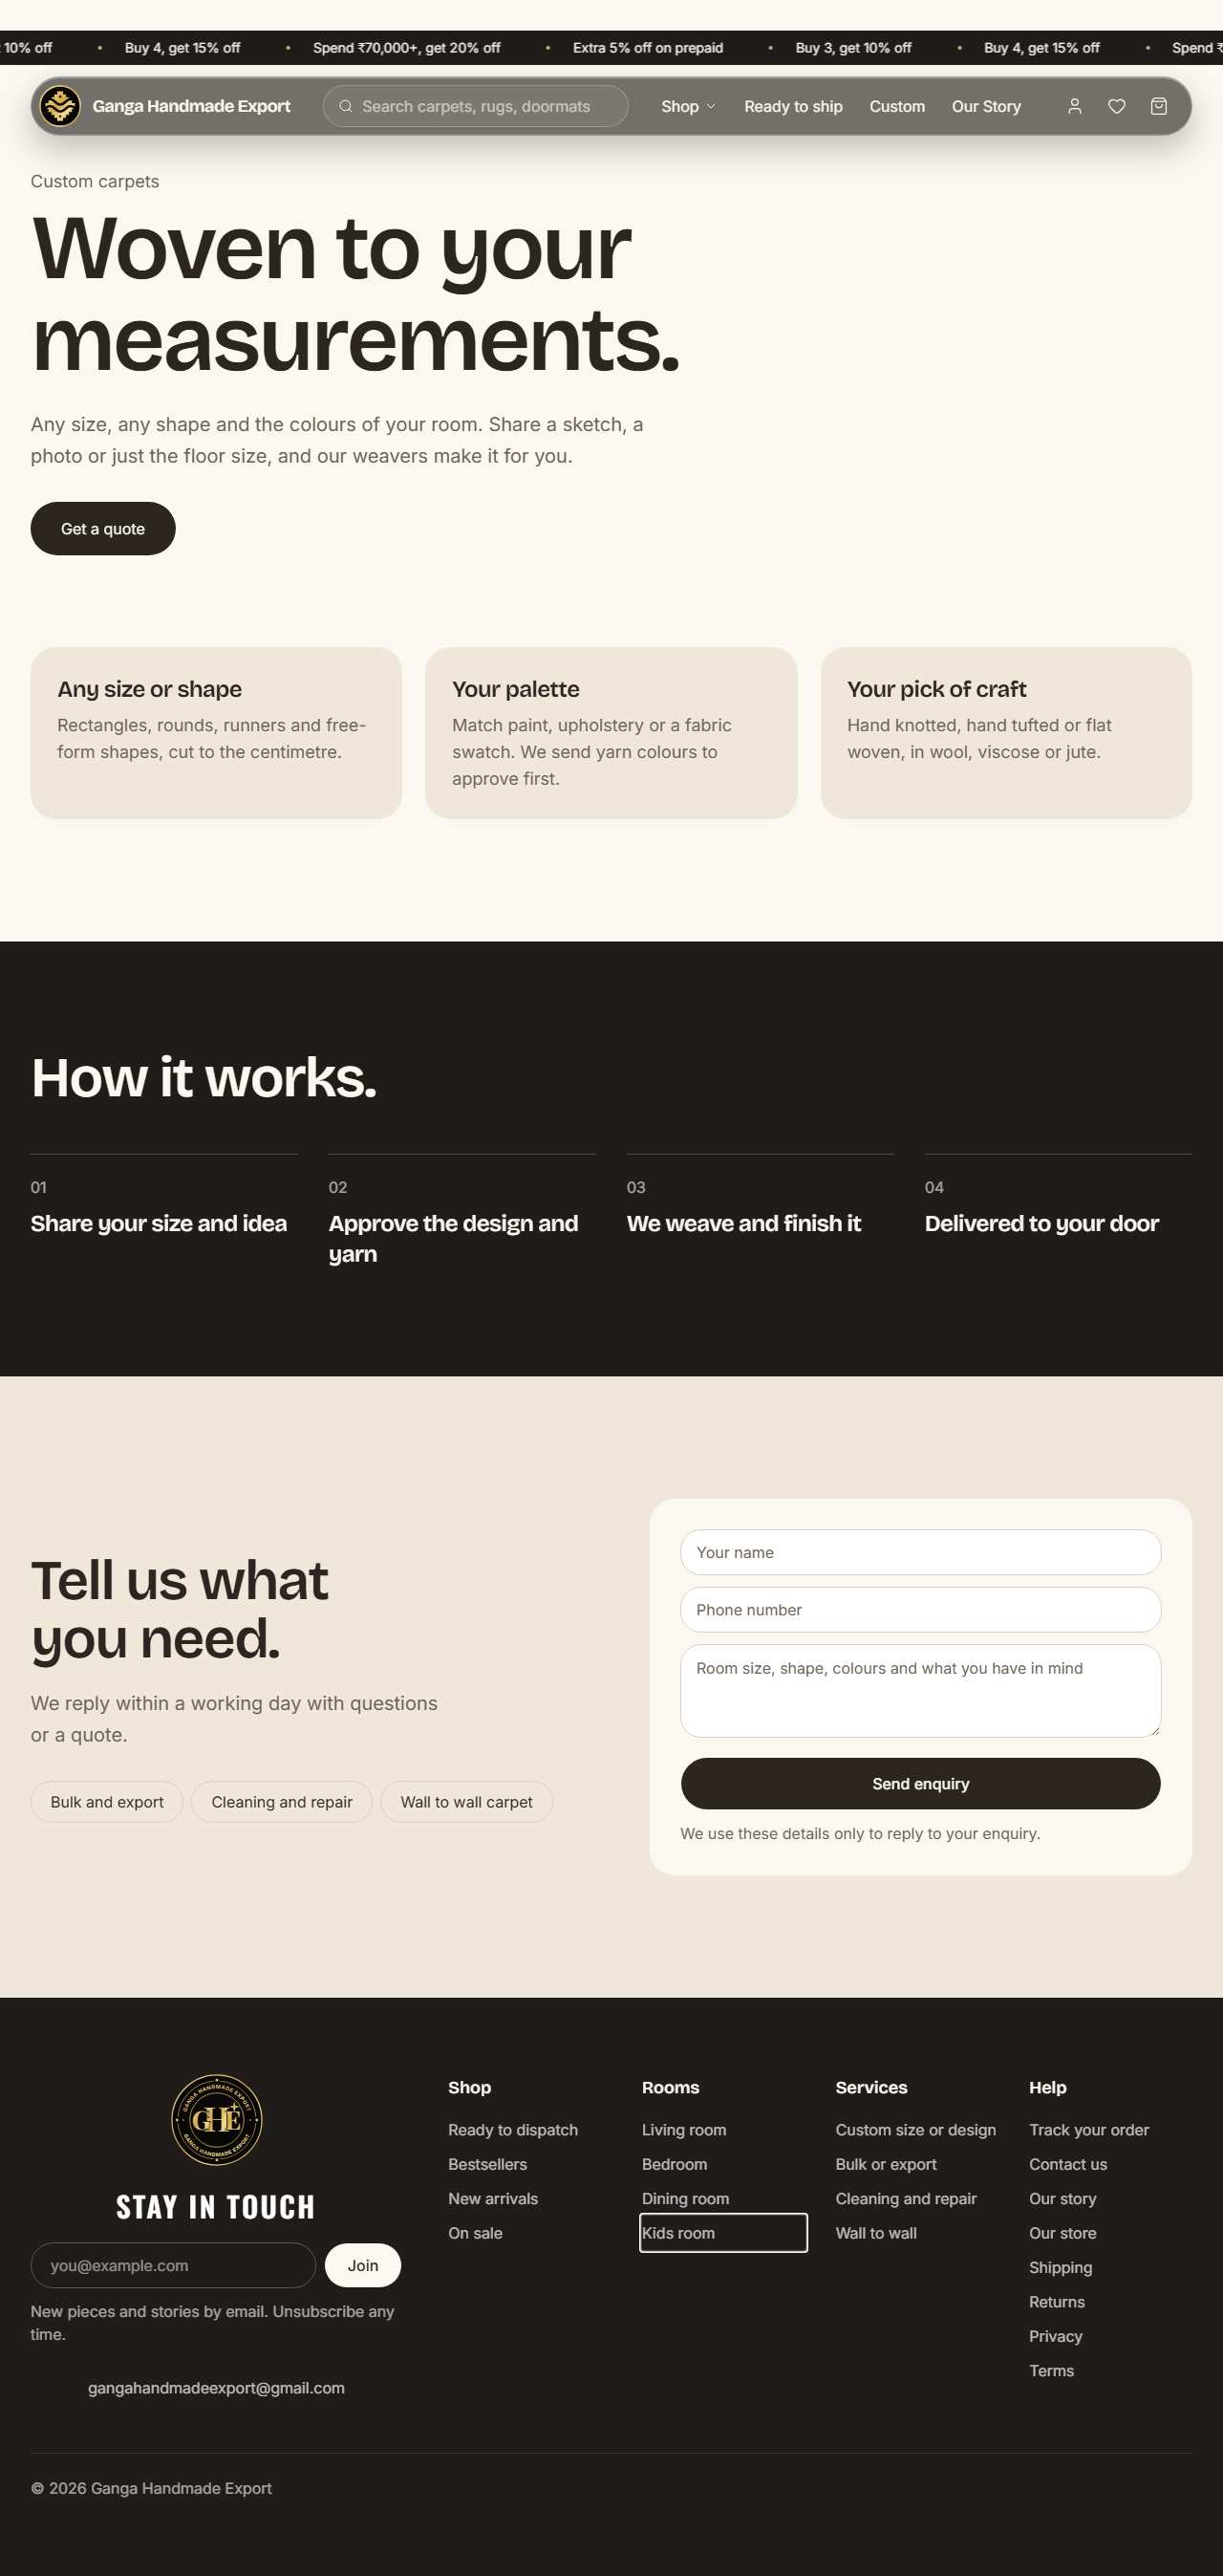 10% off • Buy 4, get 15% off • Spend ₹70,000+, get 20% off • Extra 5% off on prepaid • Buy 3, get 10% off • Buy 4, get 15% off • Spend ₹
Ganga Handmade Export
Search carpets, rugs, doormats
Shop
Ready to ship
Custom
Our Story
Custom carpets
Woven to your
measurements.
Any size, any shape and the colours of your room. Share a sketch, a
photo or just the floor size, and our weavers make it for you.
Get a quote
Any size or shape
Rectangles, rounds, runners and free-
form shapes, cut to the centimetre.
Your palette
Match paint, upholstery or a fabric
swatch. We send yarn colours to
approve first.
Your pick of craft
Hand knotted, hand tufted or flat
woven, in wool, viscose or jute.
How it works.
01
Share your size and idea
02
Approve the design and
yarn
03
We weave and finish it
04
Delivered to your door
Tell us what
you need.
We reply within a working day with questions
or a quote.
Bulk and export
Cleaning and repair
Wall to wall carpet
Your name
Phone number
Room size, shape, colours and what you have in mind
Send enquiry
We use these details only to reply to your enquiry.
GANGA HANDMADE EXPORT
GHE
GANGA HANDMADE EXPORT
STAY IN TOUCH
you@example.com
Join
New pieces and stories by email. Unsubscribe any
time.
gangahandmadeexport@gmail.com
Shop
Ready to dispatch
Bestsellers
New arrivals
On sale
Rooms
Living room
Bedroom
Dining room
Kids room
Services
Custom size or design
Bulk or export
Cleaning and repair
Wall to wall
Help
Track your order
Contact us
Our story
Our store
Shipping
Returns
Privacy
Terms
© 2026 Ganga Handmade Export